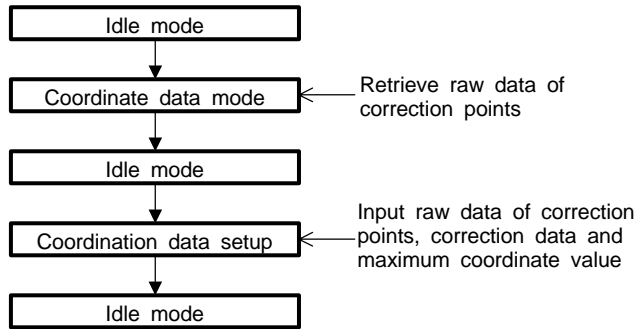 Idle mode
Coordinate data mode
Retrieve raw data of
correction points
Idle mode
Coordination data setup
Input raw data of correction
points, correction data and
maximum coordinate value
Idle mode